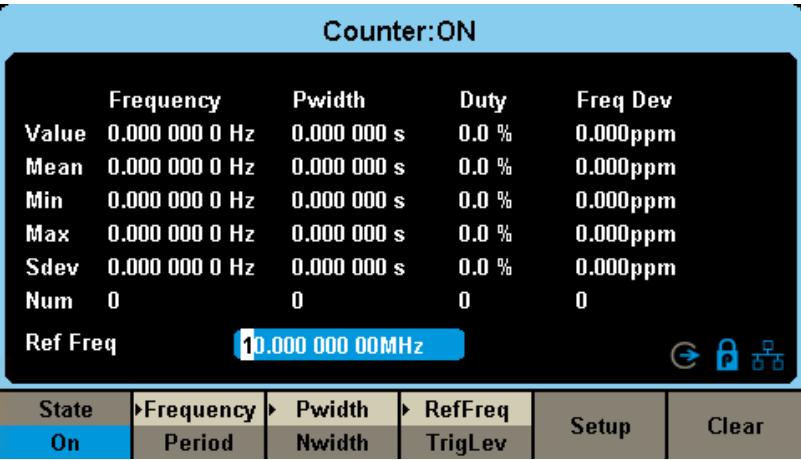 Counter:ON
Frequency Pwidth Duty Freq Dev
Value 0.000 000 0 Hz 0.000 000 s 0.0 % 0.000ppm
Mean 0.000 000 0 Hz 0.000 000 s 0.0 % 0.000ppm
Min 0.000 000 0 Hz 0.000 000 s 0.0 % 0.000ppm
Max 0.000 000 0 Hz 0.000 000 s 0.0 % 0.000ppm
Sdev 0.000 000 0 Hz 0.000 000 s 0.0 % 0.000ppm
Num 0 0 0 0
Ref Freq 10.000 000 00MHz
P
State Frequency Pwidth RefFreq Setup Clear
On Period Nwidth TrigLev